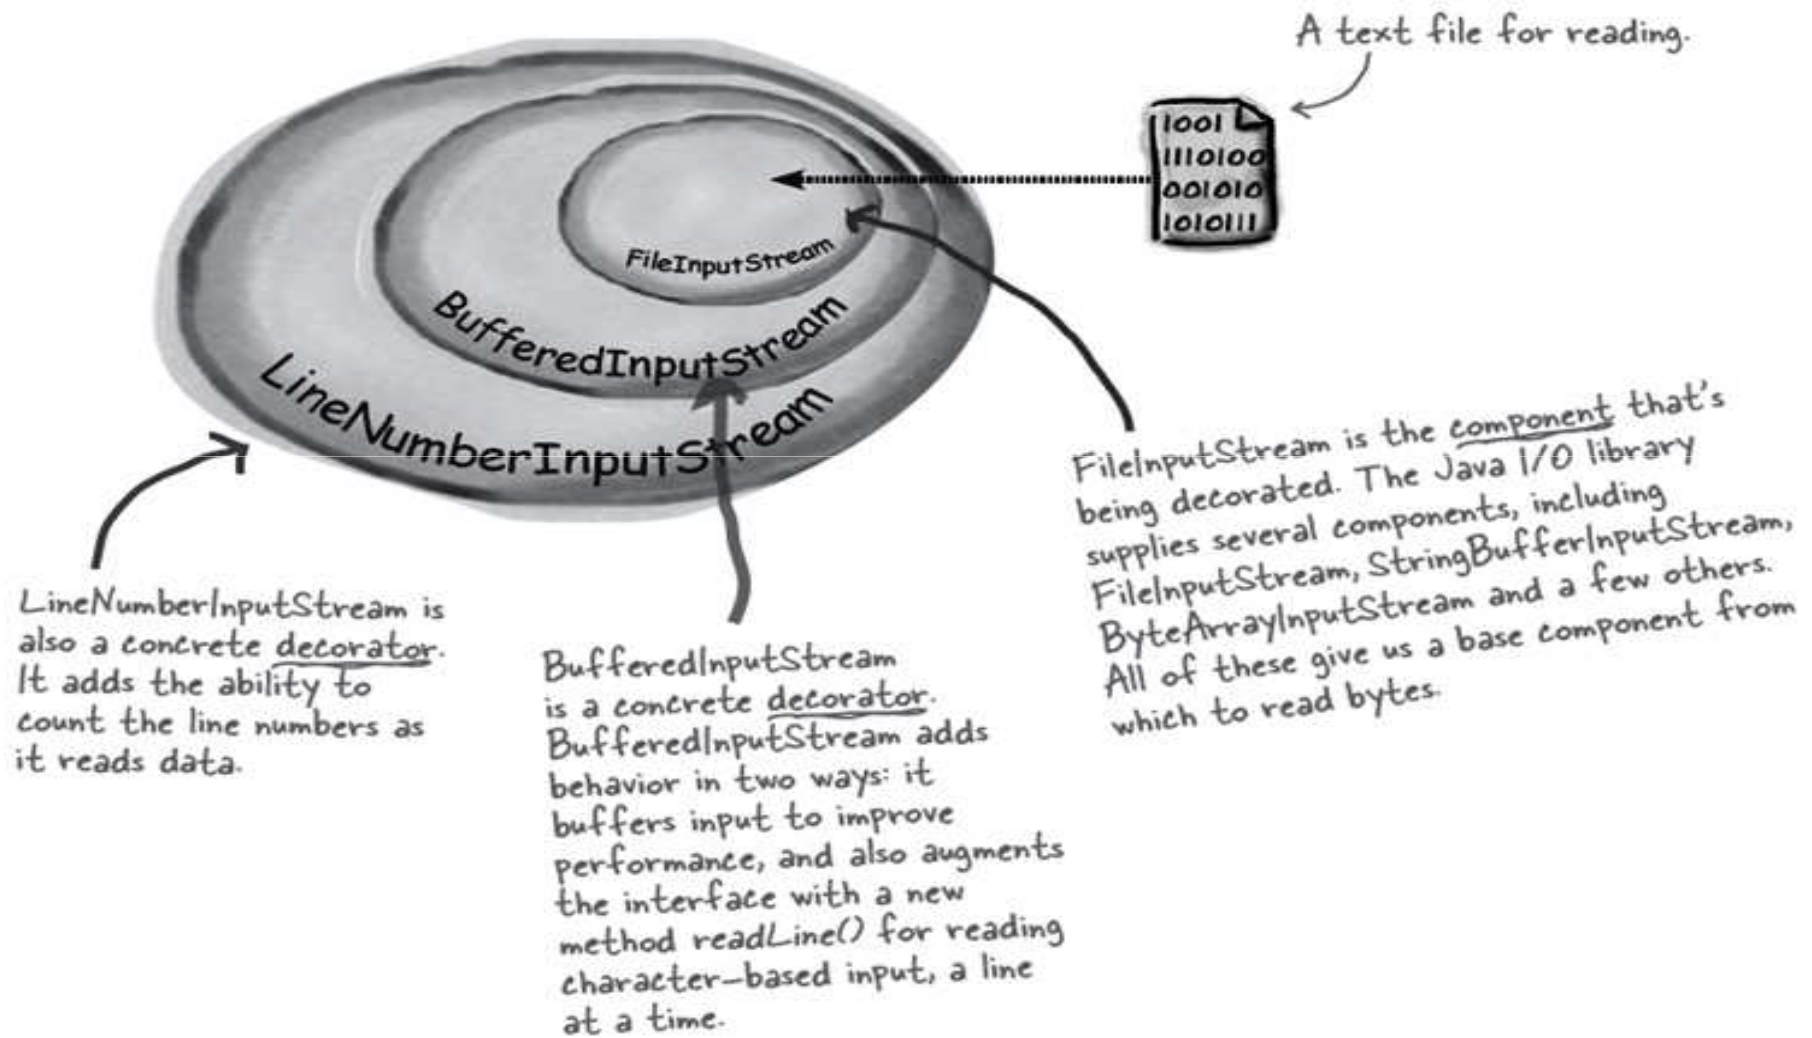 A text file for reading.
1001
1110100
001010
1010111
FileInputStream
BufferedInputStream
LineNumberInputStream
FileInputStream is the component that's
being decorated. The Java I/O library
supplies several components, including
FileInputStream, StringBufferInputStream,
ByteArrayInputStream and a few others.
All of these give us a base component from
which to read bytes.
LineNumberInputStream is
also a concrete decorator.
It adds the ability to
count the line numbers as
it reads data.
BufferedInputStream
is a concrete decorator.
BufferedInputStream adds
behavior in two ways: it
buffers input to improve
performance, and also augments
the interface with a new
method readLine() for reading
character-based input, a line
at a time.